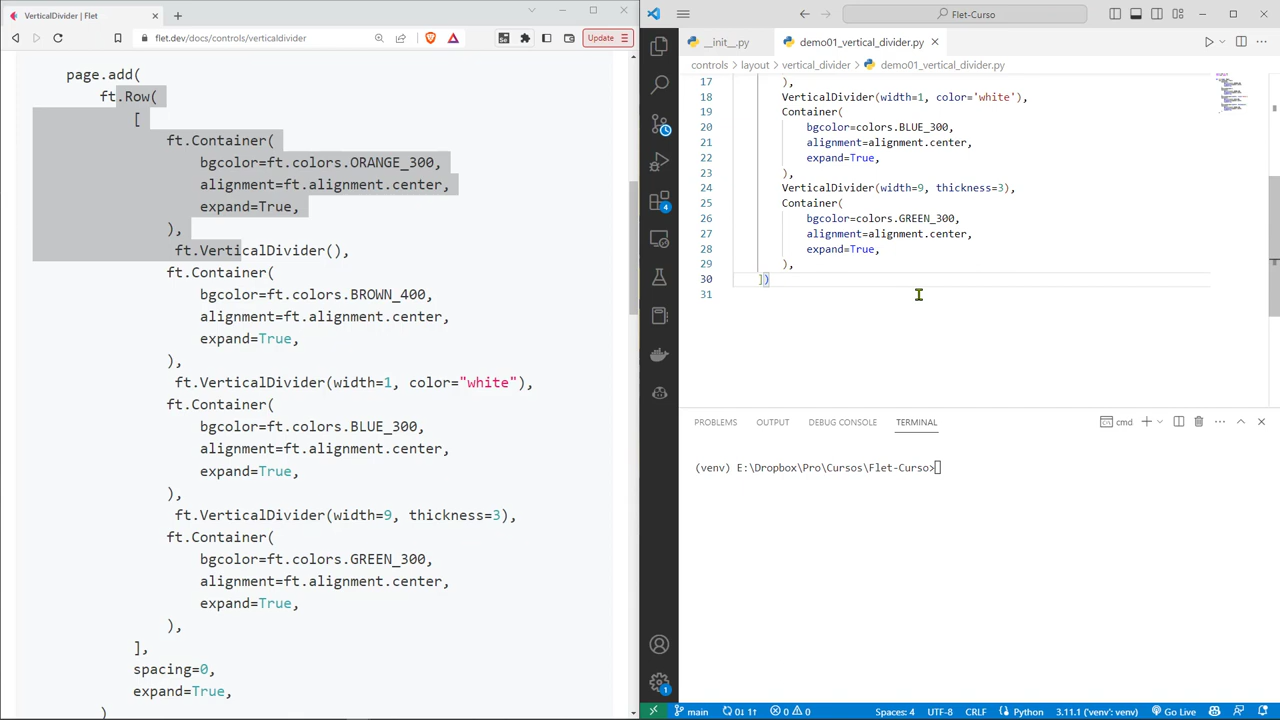 VerticalDivider | Flet
flet.dev/docs/controls/verticaldivider
Update
page.add(
ft.Row(
[
ft.Container(
bgcolor=ft.colors.ORANGE_300,
alignment=ft.alignment.center,
expand=True,
),
ft.VerticalDivider(),
ft.Container(
bgcolor=ft.colors.BROWN_400,
alignment=ft.alignment.center,
expand=True,
),
ft.VerticalDivider(width=1, color="white"),
ft.Container(
bgcolor=ft.colors.BLUE_300,
alignment=ft.alignment.center,
expand=True,
),
ft.VerticalDivider(width=9, thickness=3),
ft.Container(
bgcolor=ft.colors.GREEN_300,
alignment=ft.alignment.center,
expand=True,
),
],
spacing=0,
expand=True,
)
Flet-Curso
__init__.py
demo01_vertical_divider.py
controls > layout > vertical_divider > demo01_vertical_divider.py
17 ),
18 VerticalDivider(width=1, color='white'),
19 Container(
20 bgcolor=colors.BLUE_300,
21 alignment=alignment.center,
22 expand=True,
23 ),
24 VerticalDivider(width=9, thickness=3),
25 Container(
26 bgcolor=colors.GREEN_300,
27 alignment=alignment.center,
28 expand=True,
29 ),
30 ])
31
4
PROBLEMS OUTPUT DEBUG CONSOLE TERMINAL
cmd
(venv) E:\Dropbox\Pro\Cursos\Flet-Curso>
1
main 0↓ 1↑ 0 0 Spaces: 4 UTF-8 CRLF Python 3.11.1 ('venv': venv) Go Live